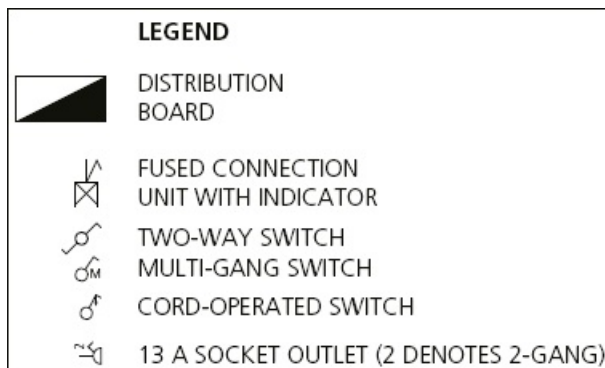 LEGEND
DISTRIBUTION
BOARD
FUSED CONNECTION
UNIT WITH INDICATOR
TWO-WAY SWITCH
M MULTI-GANG SWITCH
CORD-OPERATED SWITCH
2 13 A SOCKET OUTLET (2 DENOTES 2-GANG)